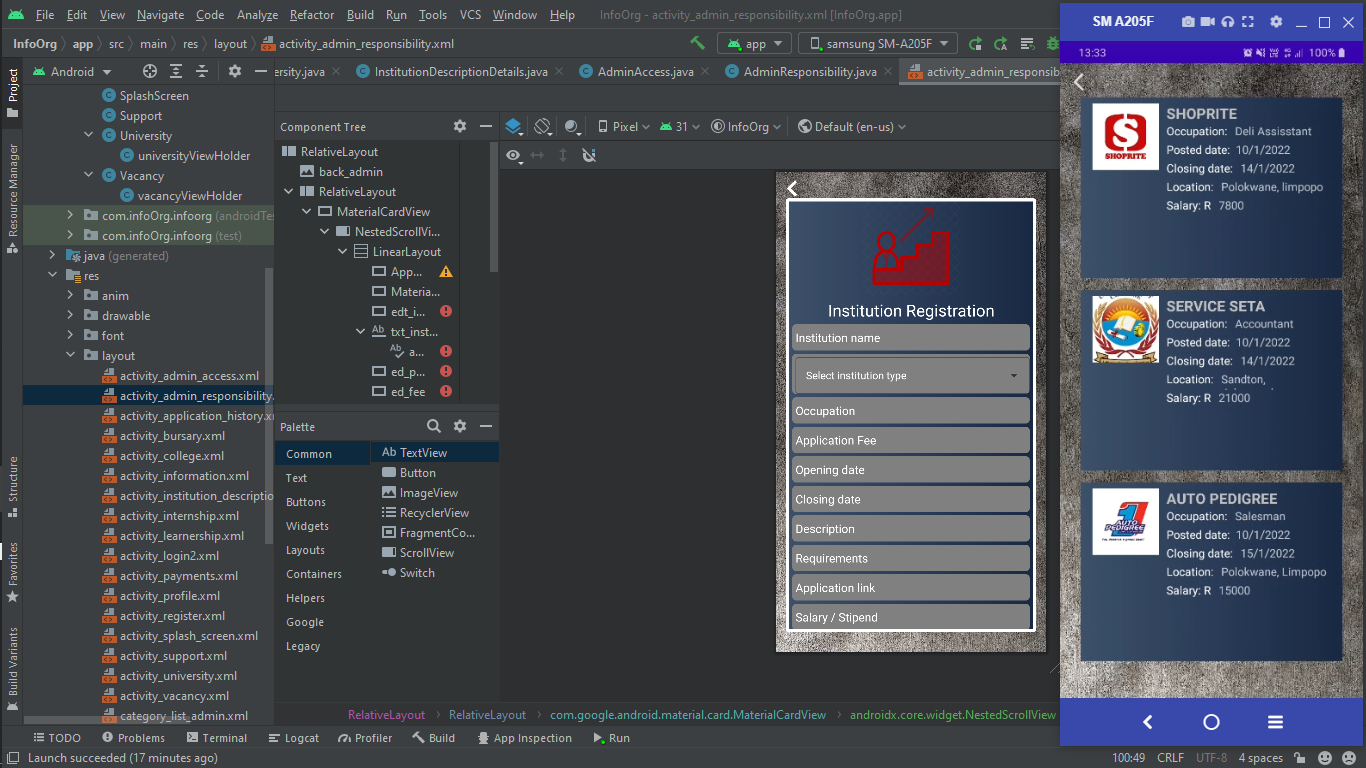 File Edit View Navigate Code Analyze Refactor Build Run Tools VCS Window Help InfoOrg - activity_admin_responsibility.xml [InfoOrg.app]
InfoOrg app src main res layout activity_admin_responsibility.xml
app samsung SM-A205F
Android
ersity.java InstitutionDescriptionDetails.java AdminAccess.java AdminResponsibility.java activity_admin_responsib
Project
Resource Manager
Structure
Favorites
Build Variants
SplashScreen
Support
University
universityViewHolder
Vacancy
vacancyViewHolder
com.infoOrg.infoorg (androidTes
com.infoOrg.infoorg (test)
java (generated)
res
anim
drawable
font
layout
activity_admin_access.xml
activity_admin_responsibility.
activity_application_history.x
activity_bursary.xml
activity_college.xml
activity_information.xml
activity_institution_descriptio
activity_internship.xml
activity_learnership.xml
activity_login2.xml
activity_payments.xml
activity_profile.xml
activity_register.xml
activity_splash_screen.xml
activity_support.xml
activity_university.xml
activity_vacancy.xml
category_list_admin.xml
Component Tree
RelativeLayout
back_admin
RelativeLayout
MaterialCardView
NestedScrollVi...
LinearLayout
App...
Materia...
edt_i...
Ab txt_inst...
a...
ed_p...
ed_fee
Palette
Common
Text
Buttons
Widgets
Layouts
Containers
Helpers
Google
Legacy
Ab TextView
Button
ImageView
RecyclerView
FragmentCo...
ScrollView
Switch
Pixel 31 InfoOrg Default (en-us)
Institution Registration
Institution name
Select institution type
Occupation
Application Fee
Opening date
Closing date
Description
Requirements
Application link
Salary / Stipend
RelativeLayout RelativeLayout com.google.android.material.card.MaterialCardView androidx.core.widget.NestedScrollView
TODO Problems Terminal Logcat Profiler Build App Inspection Run
Launch succeeded (17 minutes ago)
100:49 CRLF UTF-8 4 spaces
SM A205F
13:33 100%
SHOPRITE
SHOPRITE
Occupation: Deli Assisstant
Posted date: 10/1/2022
Closing date: 14/1/2022
Location: Polokwane, limpopo
Salary: R 7800
SERVICE SETA
Occupation: Accountant
Posted date: 10/1/2022
Closing date: 14/1/2022
Location: Sandton,
Salary: R 21000
AUTO PEDIGREE
AUTO PEDIGREE
Occupation: Salesman
Posted date: 10/1/2022
Closing date: 15/1/2022
Location: Polokwane, Limpopo
Salary: R 15000